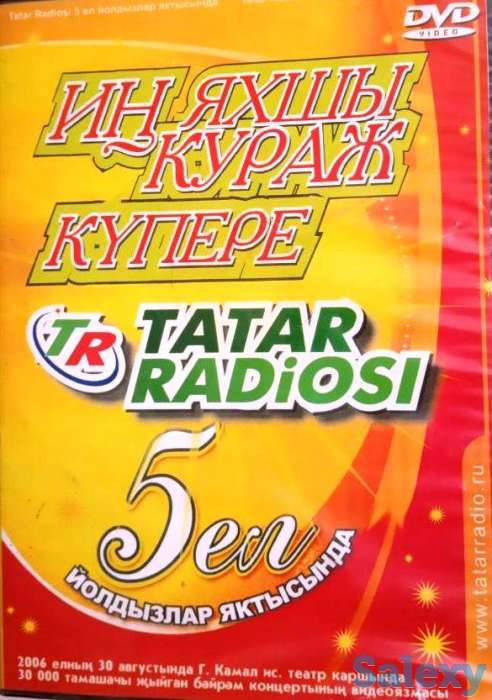 Tatar Radiosi 5 ел йолдызлар яктысында
DVD
VIDEO
ИҢ ЯХШЫ
КУРАЖ
КҮПЕРЕ
TR TATAR
RADiOSI
5 ел
ЙОЛДЫЗЛАР ЯКТЫСЫНДА
www.tatarradio.ru
2006 елның 30 августында Г. Камал ис. театр каршында
30 000 тамашачы җыйган бәйрәм концертының видеоязмасы
Salexy